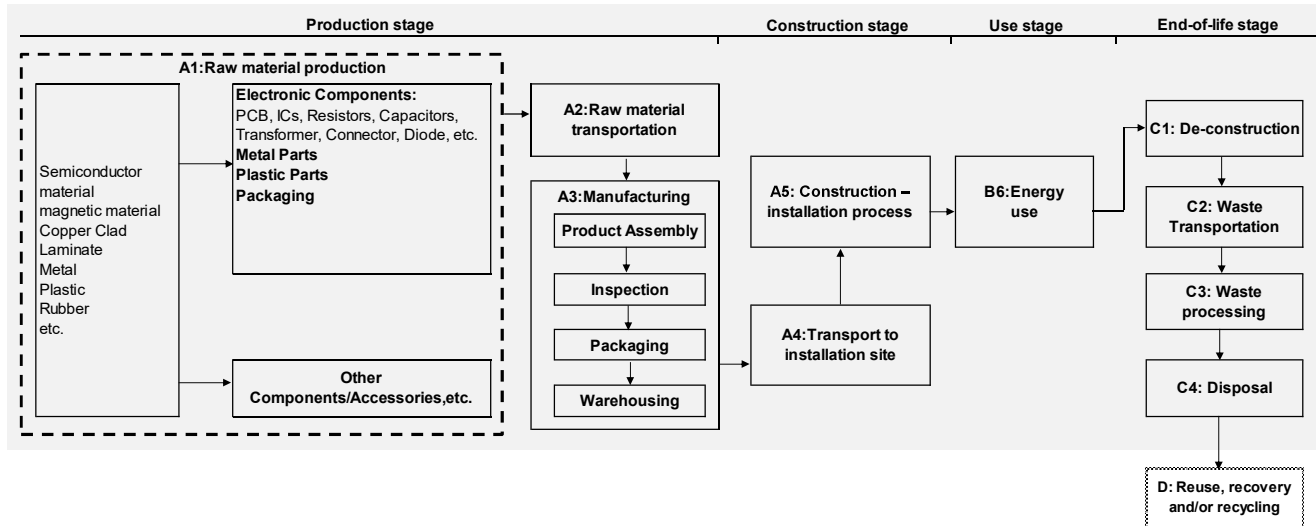 Production stage
Construction stage
Use stage
End-of-life stage
A1:Raw material production
Semiconductor
material
magnetic material
Copper Clad
Laminate
Metal
Plastic
Rubber
etc.
Electronic Components:
PCB, ICs, Resistors, Capacitors,
Transformer, Connector, Diode, etc.
Metal Parts
Plastic Parts
Packaging
Other
Components/Accessories,etc.
A2:Raw material
transportation
A3:Manufacturing
Product Assembly
Inspection
Packaging
Warehousing
A5: Construction –
installation process
A4:Transport to
installation site
B6:Energy
use
C1: De-construction
C2: Waste
Transportation
C3: Waste
processing
C4: Disposal
D: Reuse, recovery
and/or recycling